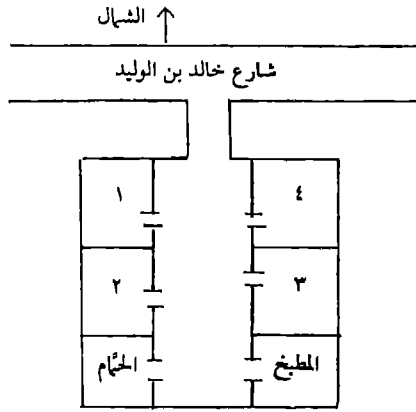 الشمال
شارع خالد بن الوليد
١ ٤
٢ ٣
الحمَّام المطبخ